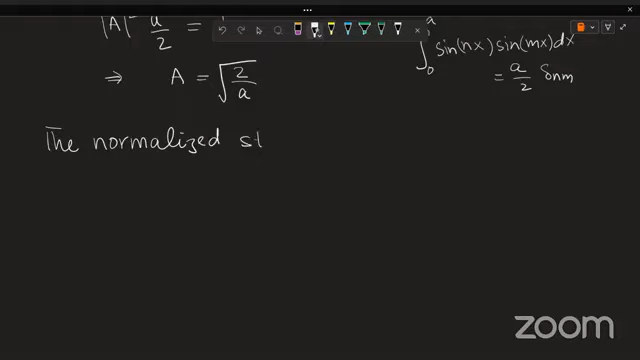 |A|² a/2 = 1
⇒ A = √(2/a)
∫₀ᵃ sin(nx) sin(mx) dx
= a/2 δnm
The normalized st
zoom